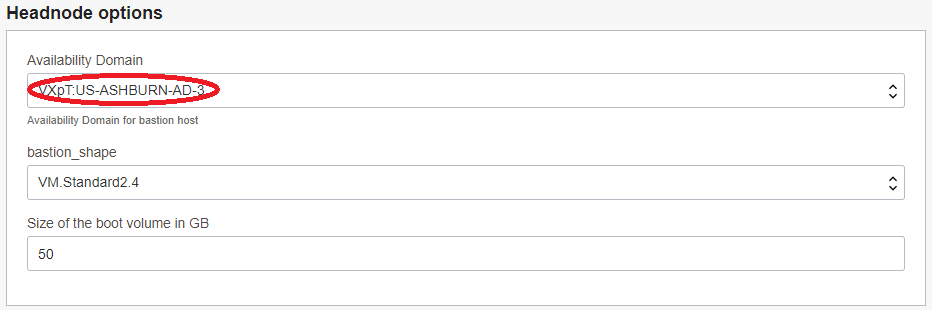 Headnode options
Availability Domain
VXpT:US-ASHBURN-AD-3
Availability Domain for bastion host
bastion_shape
VM.Standard2.4
Size of the boot volume in GB
50